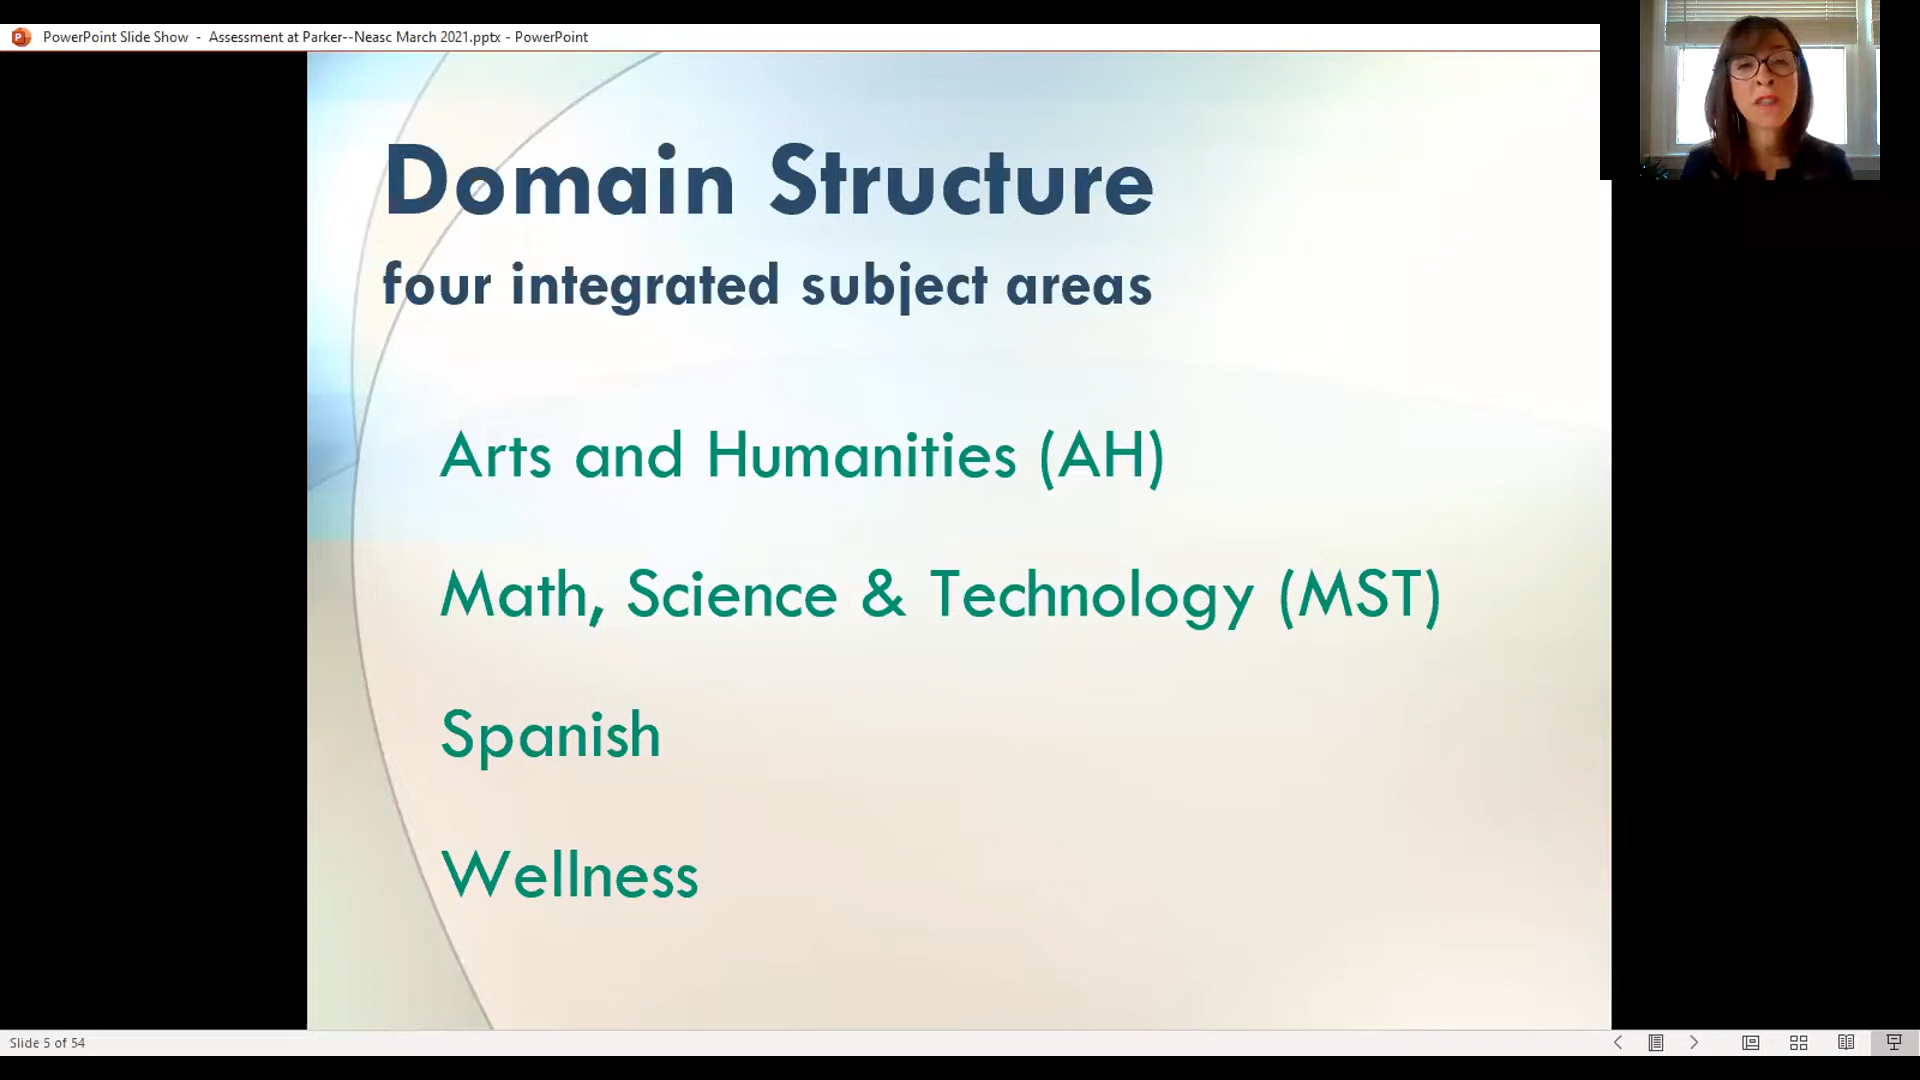 PowerPoint Slide Show - Assessment at Parker--Neasc March 2021.pptx - PowerPoint
Domain Structure
four integrated subject areas
Arts and Humanities (AH)
Math, Science & Technology (MST)
Spanish
Wellness
Slide 5 of 54